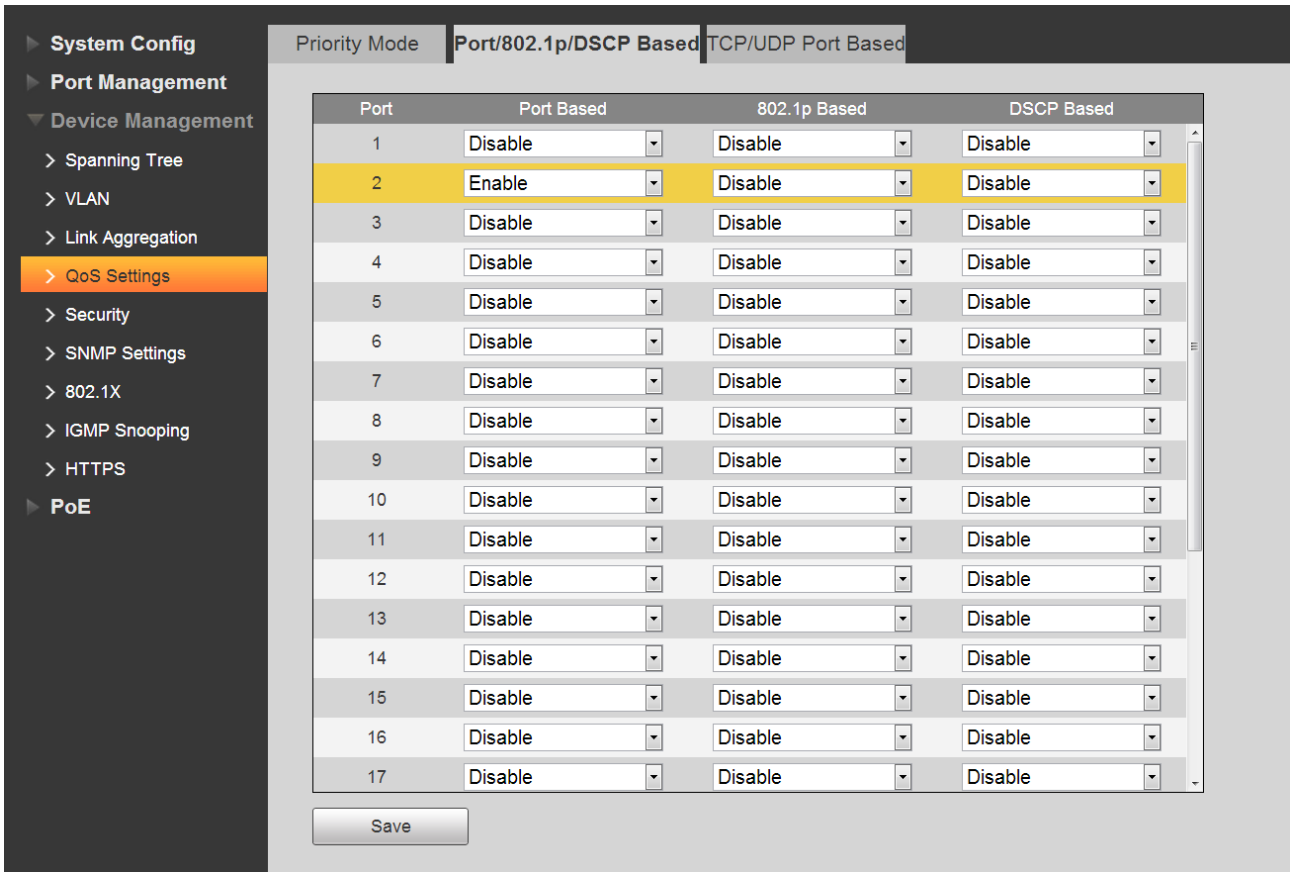 System Config
Port Management
Device Management
Spanning Tree
VLAN
Link Aggregation
QoS Settings
Security
SNMP Settings
802.1X
IGMP Snooping
HTTPS
PoE
Priority Mode Port/802.1p/DSCP Based TCP/UDP Port Based
Port Port Based 802.1p Based DSCP Based
1 Disable Disable Disable
2 Enable Disable Disable
3 Disable Disable Disable
4 Disable Disable Disable
5 Disable Disable Disable
6 Disable Disable Disable
7 Disable Disable Disable
8 Disable Disable Disable
9 Disable Disable Disable
10 Disable Disable Disable
11 Disable Disable Disable
12 Disable Disable Disable
13 Disable Disable Disable
14 Disable Disable Disable
15 Disable Disable Disable
16 Disable Disable Disable
17 Disable Disable Disable
Save